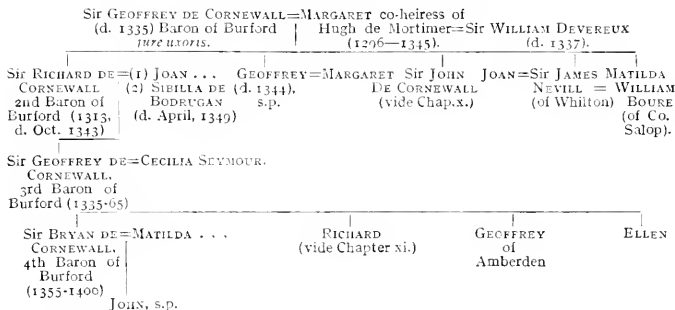 Sir GEOFFREY DE CORNEWALL=MARGARET co-heiress of
(d. 1335) Baron of Burford | Hugh de Mortimer=Sir WILLIAM DEVEREUX
jure uxoris. | (1296—1345). (d. 1337).
Sir RICHARD DE=(1) JOAN . . . GEOFFREY=MARGARET Sir JOHN JOAN=Sir JAMES MATILDA
CORNEWALL (2) SIBILLA DE (d. 1344), DE CORNEWALL NEVILL = WILLIAM
2nd Baron of BODRUGAN s.p. (vide Chap.x.) (of Whilton) BOURE
Burford (1313, (d. April, 1349) (of Co.
d. Oct. 1343) Salop).
Sir GEOFFREY DE=CECILIA SEYMOUR.
CORNEWALL,
3rd Baron of
Burford (1335-65)
Sir BRYAN DE=MATILDA . . . RICHARD GEOFFREY ELLEN
CORNEWALL, (vide Chapter xi.) of
4th Baron of Amberden
Burford
(1355-1400)
JOHN, s.p.